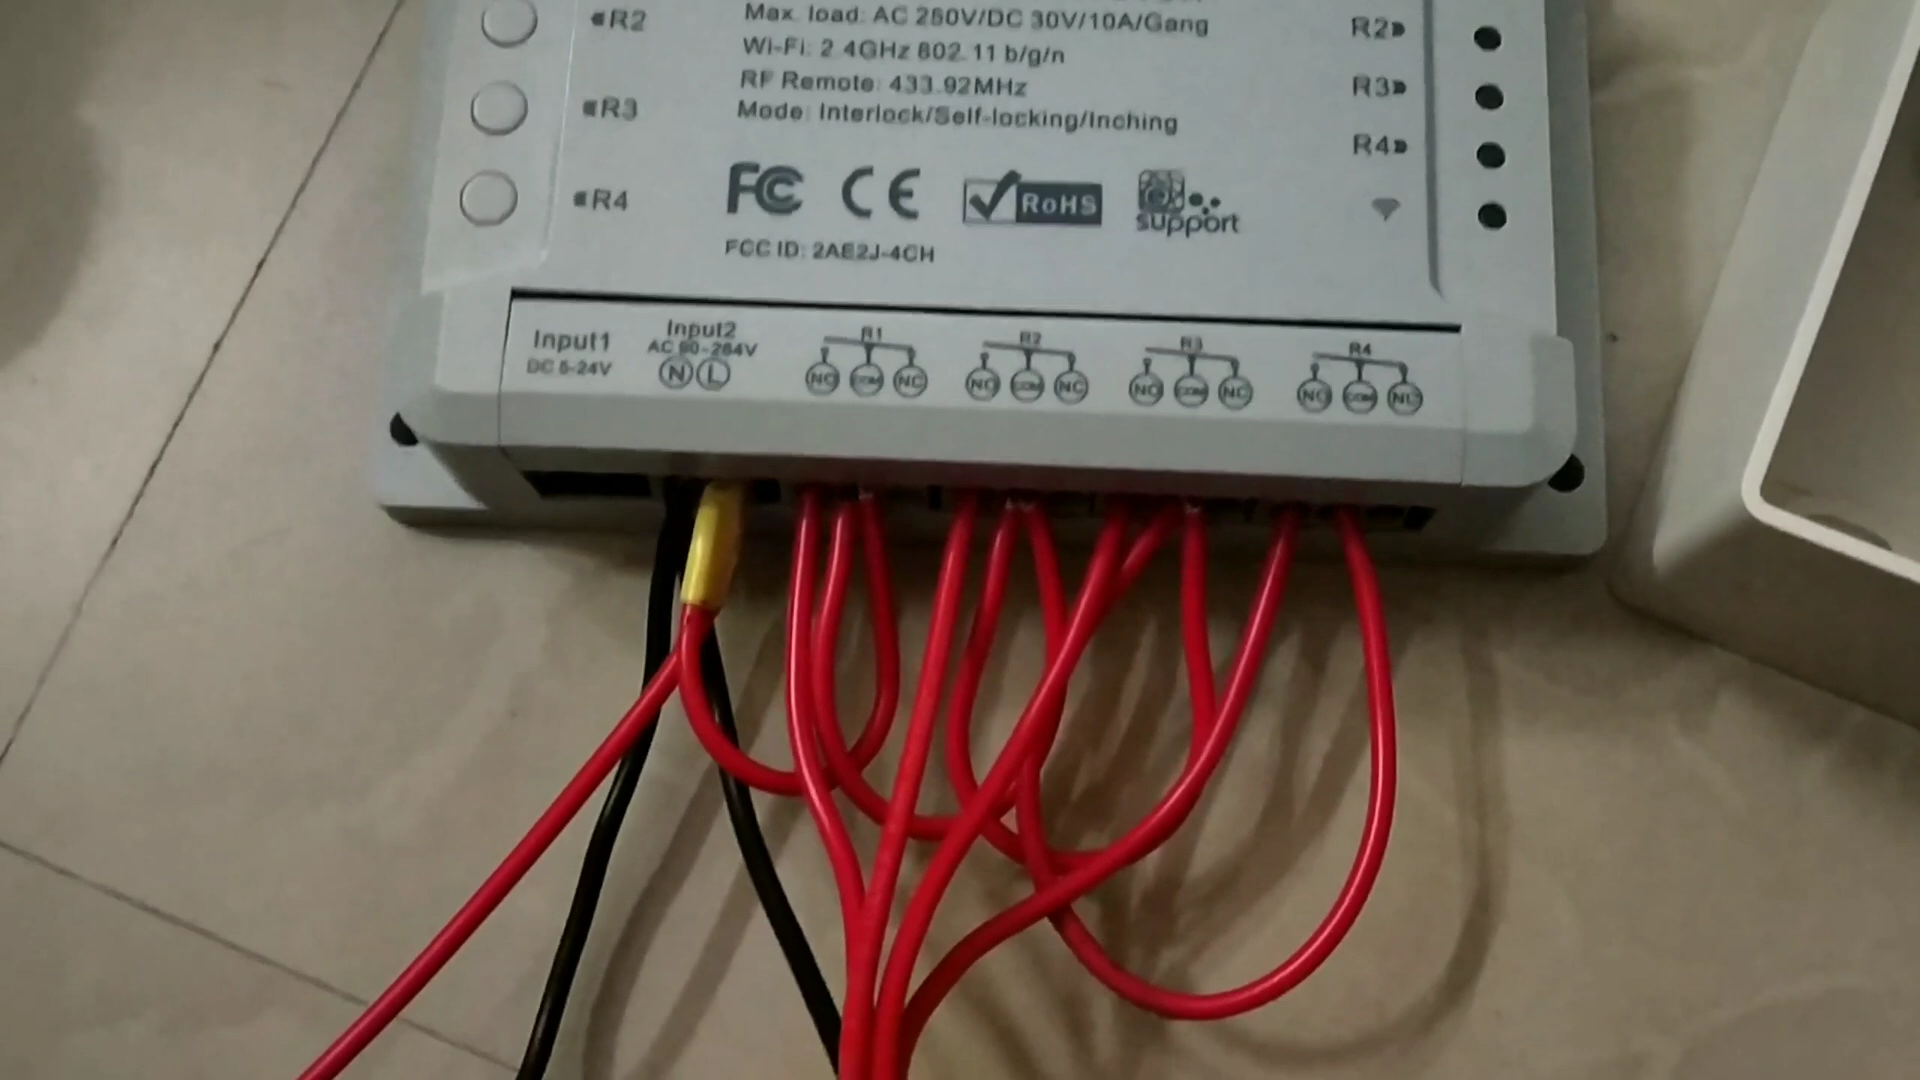 R2
Max. load: AC 250V/DC 30V/10A/Gang
R2
Wi-Fi: 2.4GHz 802.11 b/g/n
RF Remote: 433.92MHz
R3
R3
Mode: Interlock/Self-locking/Inching
R4
R4
FC CE RoHS
support
FCC ID: 2AE2J-4CH
Input1
DC 5-24V
Input2
AC 90-264V
N L
R1
NC COM NC
R2
NC COM NC
R3
NC COM NC
R4
NC COM